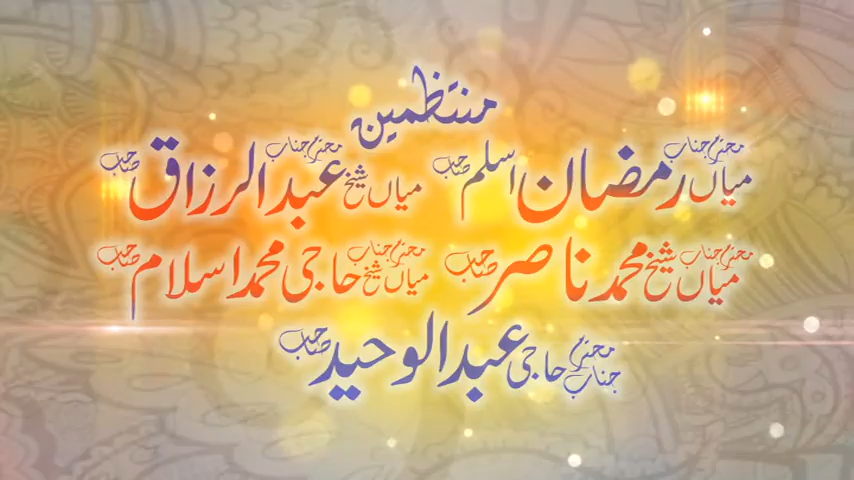 منتظمین
محترم جناب میاں رمضان اسلم صاحب محترم جناب میاں شیخ عبدالرزاق صاحب
محترم جناب میاں شیخ محمد ناصر صاحب محترم جناب میاں شیخ حاجی محمد اسلام صاحب
محترم جناب حاجی عبدالوحید صاحب